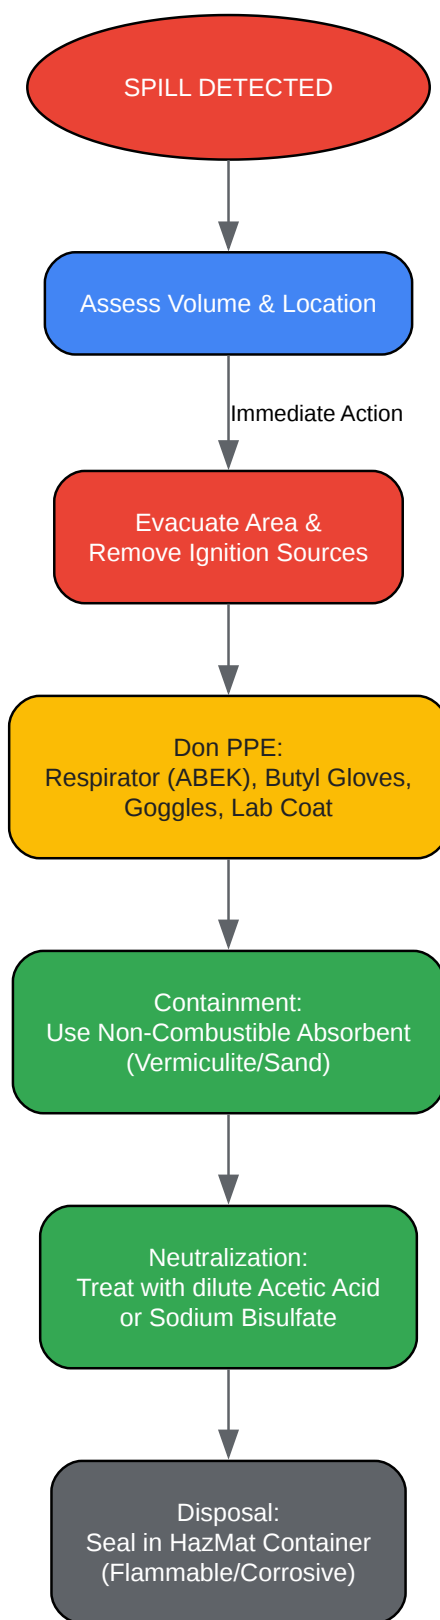 SPILL DETECTED
Assess Volume & Location
Immediate Action
Evacuate Area &
Remove Ignition Sources
Don PPE:
Respirator (ABEK), Butyl Gloves,
Goggles, Lab Coat
Containment:
Use Non-Combustible Absorbent
(Vermiculite/Sand)
Neutralization:
Treat with dilute Acetic Acid
or Sodium Bisulfate
Disposal:
Seal in HazMat Container
(Flammable/Corrosive)